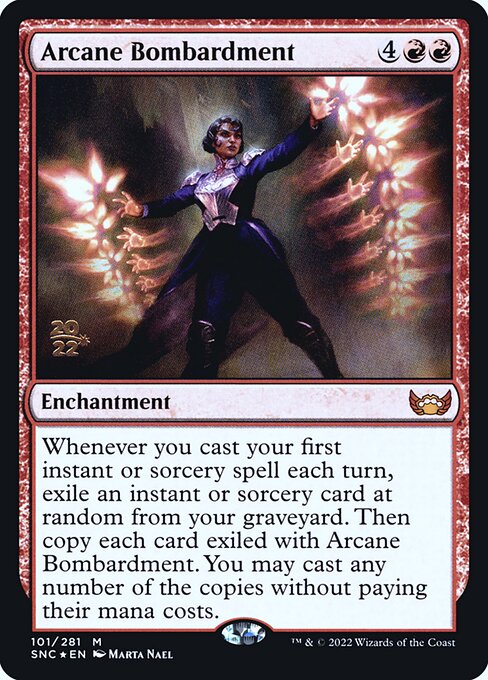 Arcane Bombardment 4
20
22
Enchantment
Whenever you cast your first
instant or sorcery spell each turn,
exile an instant or sorcery card at
random from your graveyard. Then
copy each card exiled with Arcane
Bombardment. You may cast any
number of the copies without paying
their mana costs.
101/281 M
SNC ★ EN Marta Nael
™ & © 2022 Wizards of the Coast